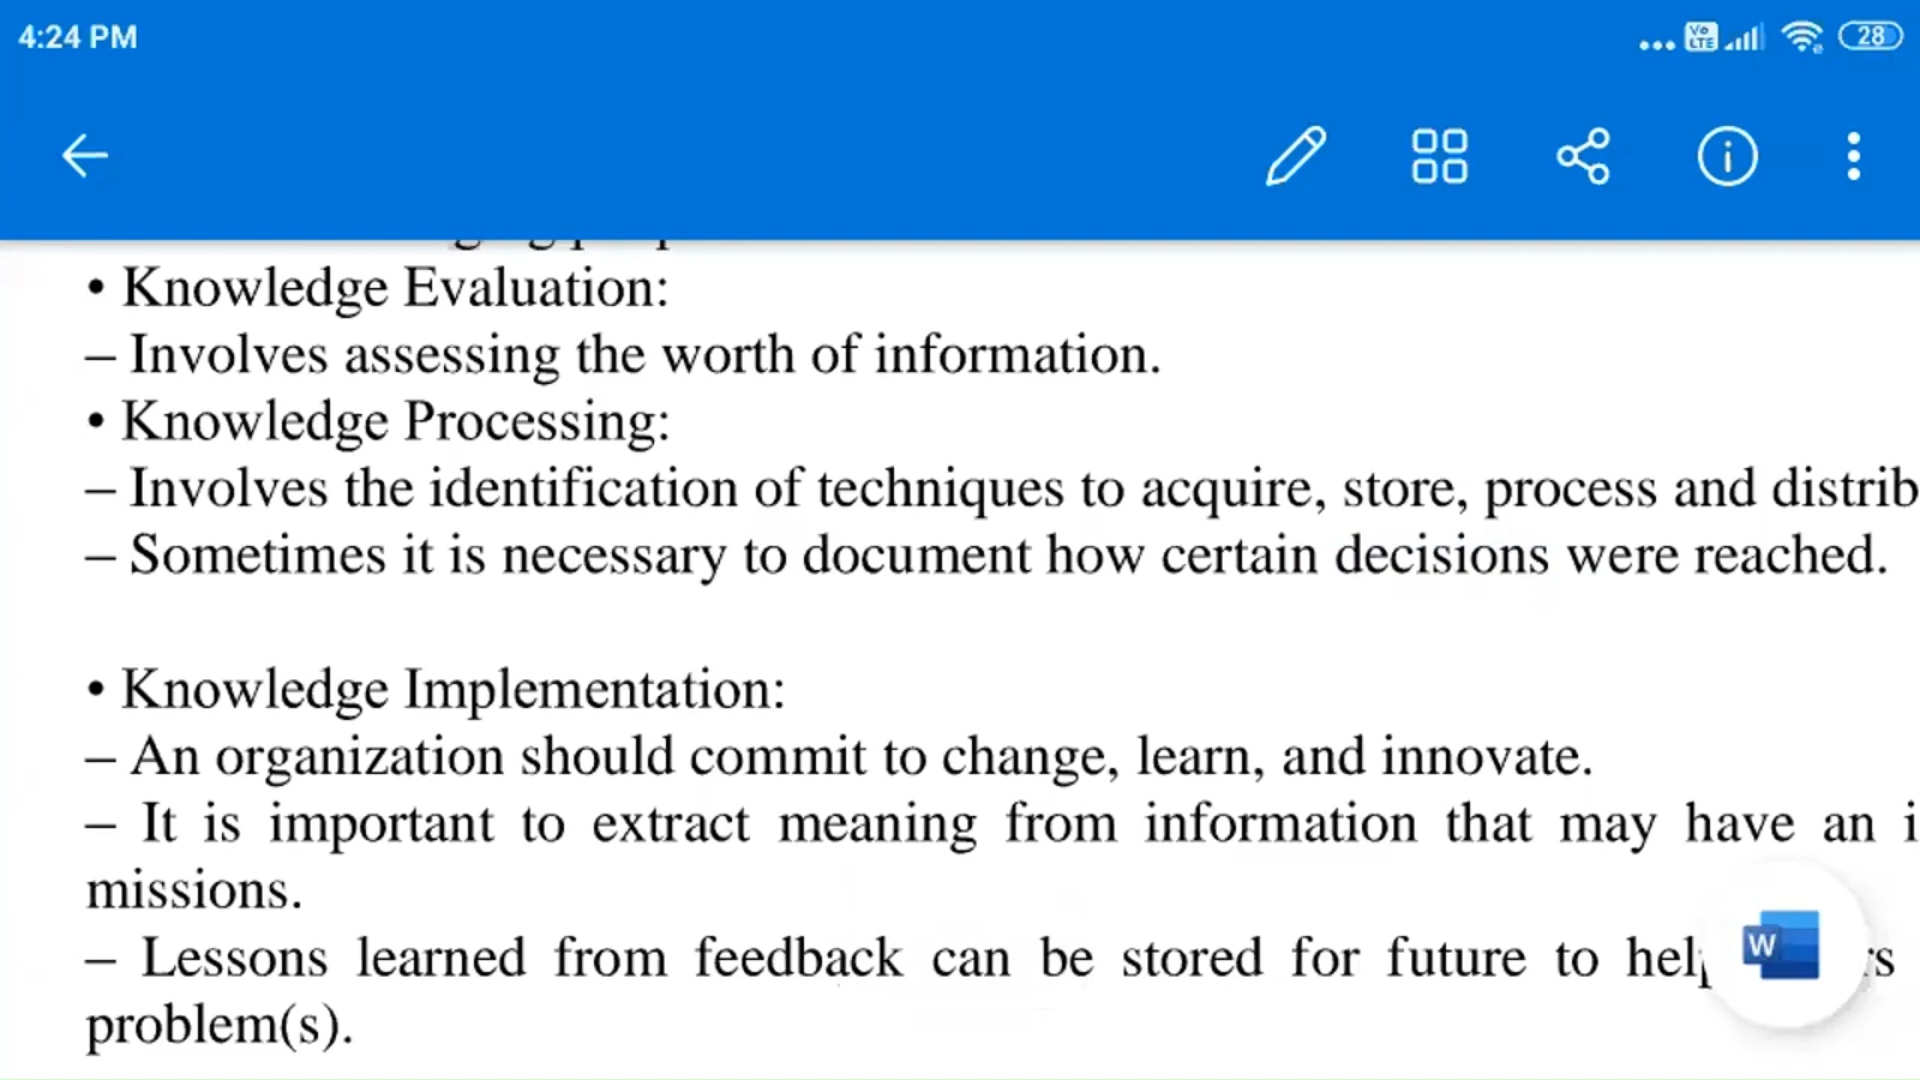 4:24 PM
Vo LTE
28
• Knowledge Evaluation:
– Involves assessing the worth of information.
• Knowledge Processing:
– Involves the identification of techniques to acquire, store, process and distrib
– Sometimes it is necessary to document how certain decisions were reached.
• Knowledge Implementation:
– An organization should commit to change, learn, and innovate.
– It is important to extract meaning from information that may have an i
missions.
– Lessons learned from feedback can be stored for future to
W
problem(s).